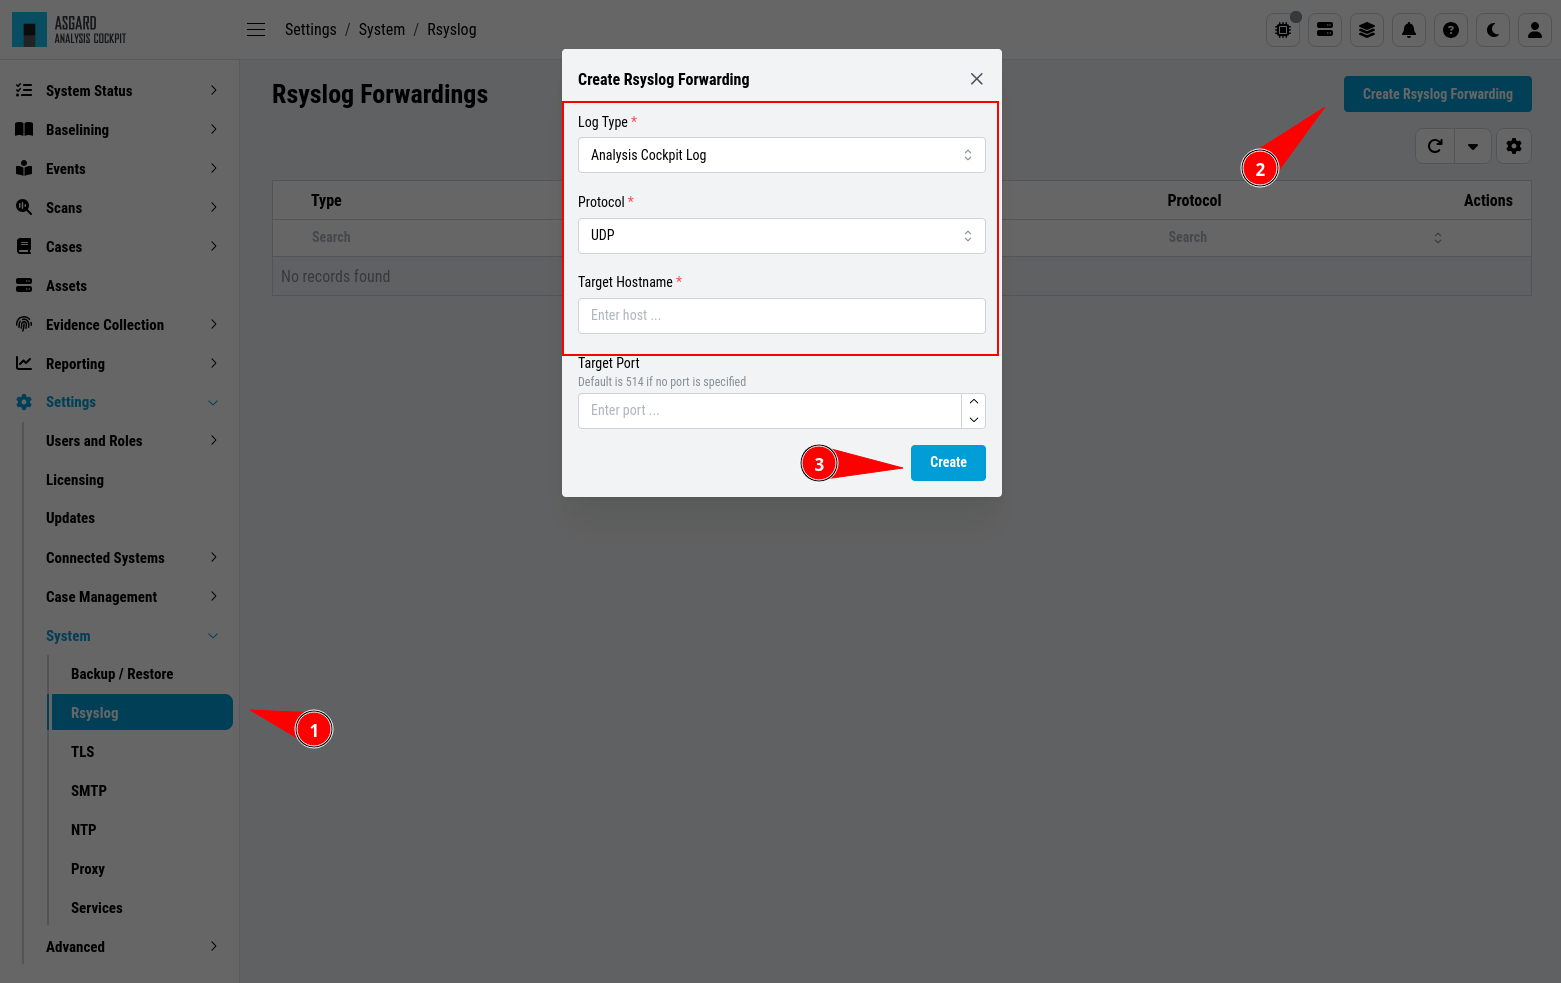 ASGARD
ANALYSIS COCKPIT
Settings / System / Rsyslog
System Status
Baselining
Events
Scans
Cases
Assets
Evidence Collection
Reporting
Settings
Users and Roles
Licensing
Updates
Connected Systems
Case Management
System
Backup / Restore
Rsyslog
TLS
SMTP
NTP
Proxy
Services
Advanced
1
Rsyslog Forwardings
Create Rsyslog Forwarding
2
Type
Protocol
Actions
Search
Search
No records found
Create Rsyslog Forwarding
Log Type *
Analysis Cockpit Log
Protocol *
UDP
Target Hostname *
Enter host ...
Target Port
Default is 514 if no port is specified
Enter port ...
3
Create